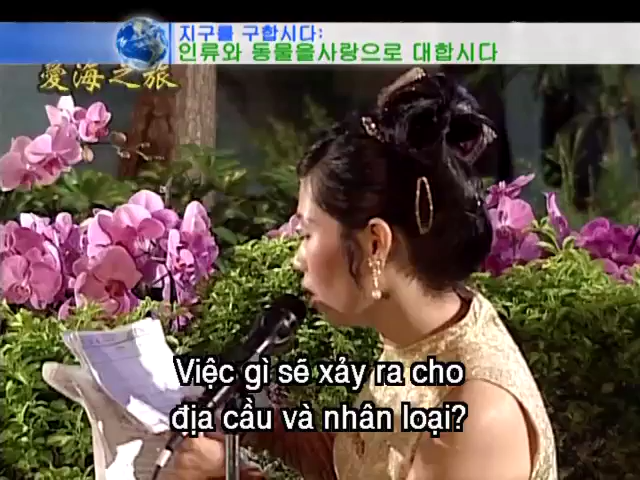 지구를 구합시다:
인류와 동물을사랑으로 대합시다
愛海之旅
Việc gì sẽ xảy ra cho
địa cầu và nhân loại?